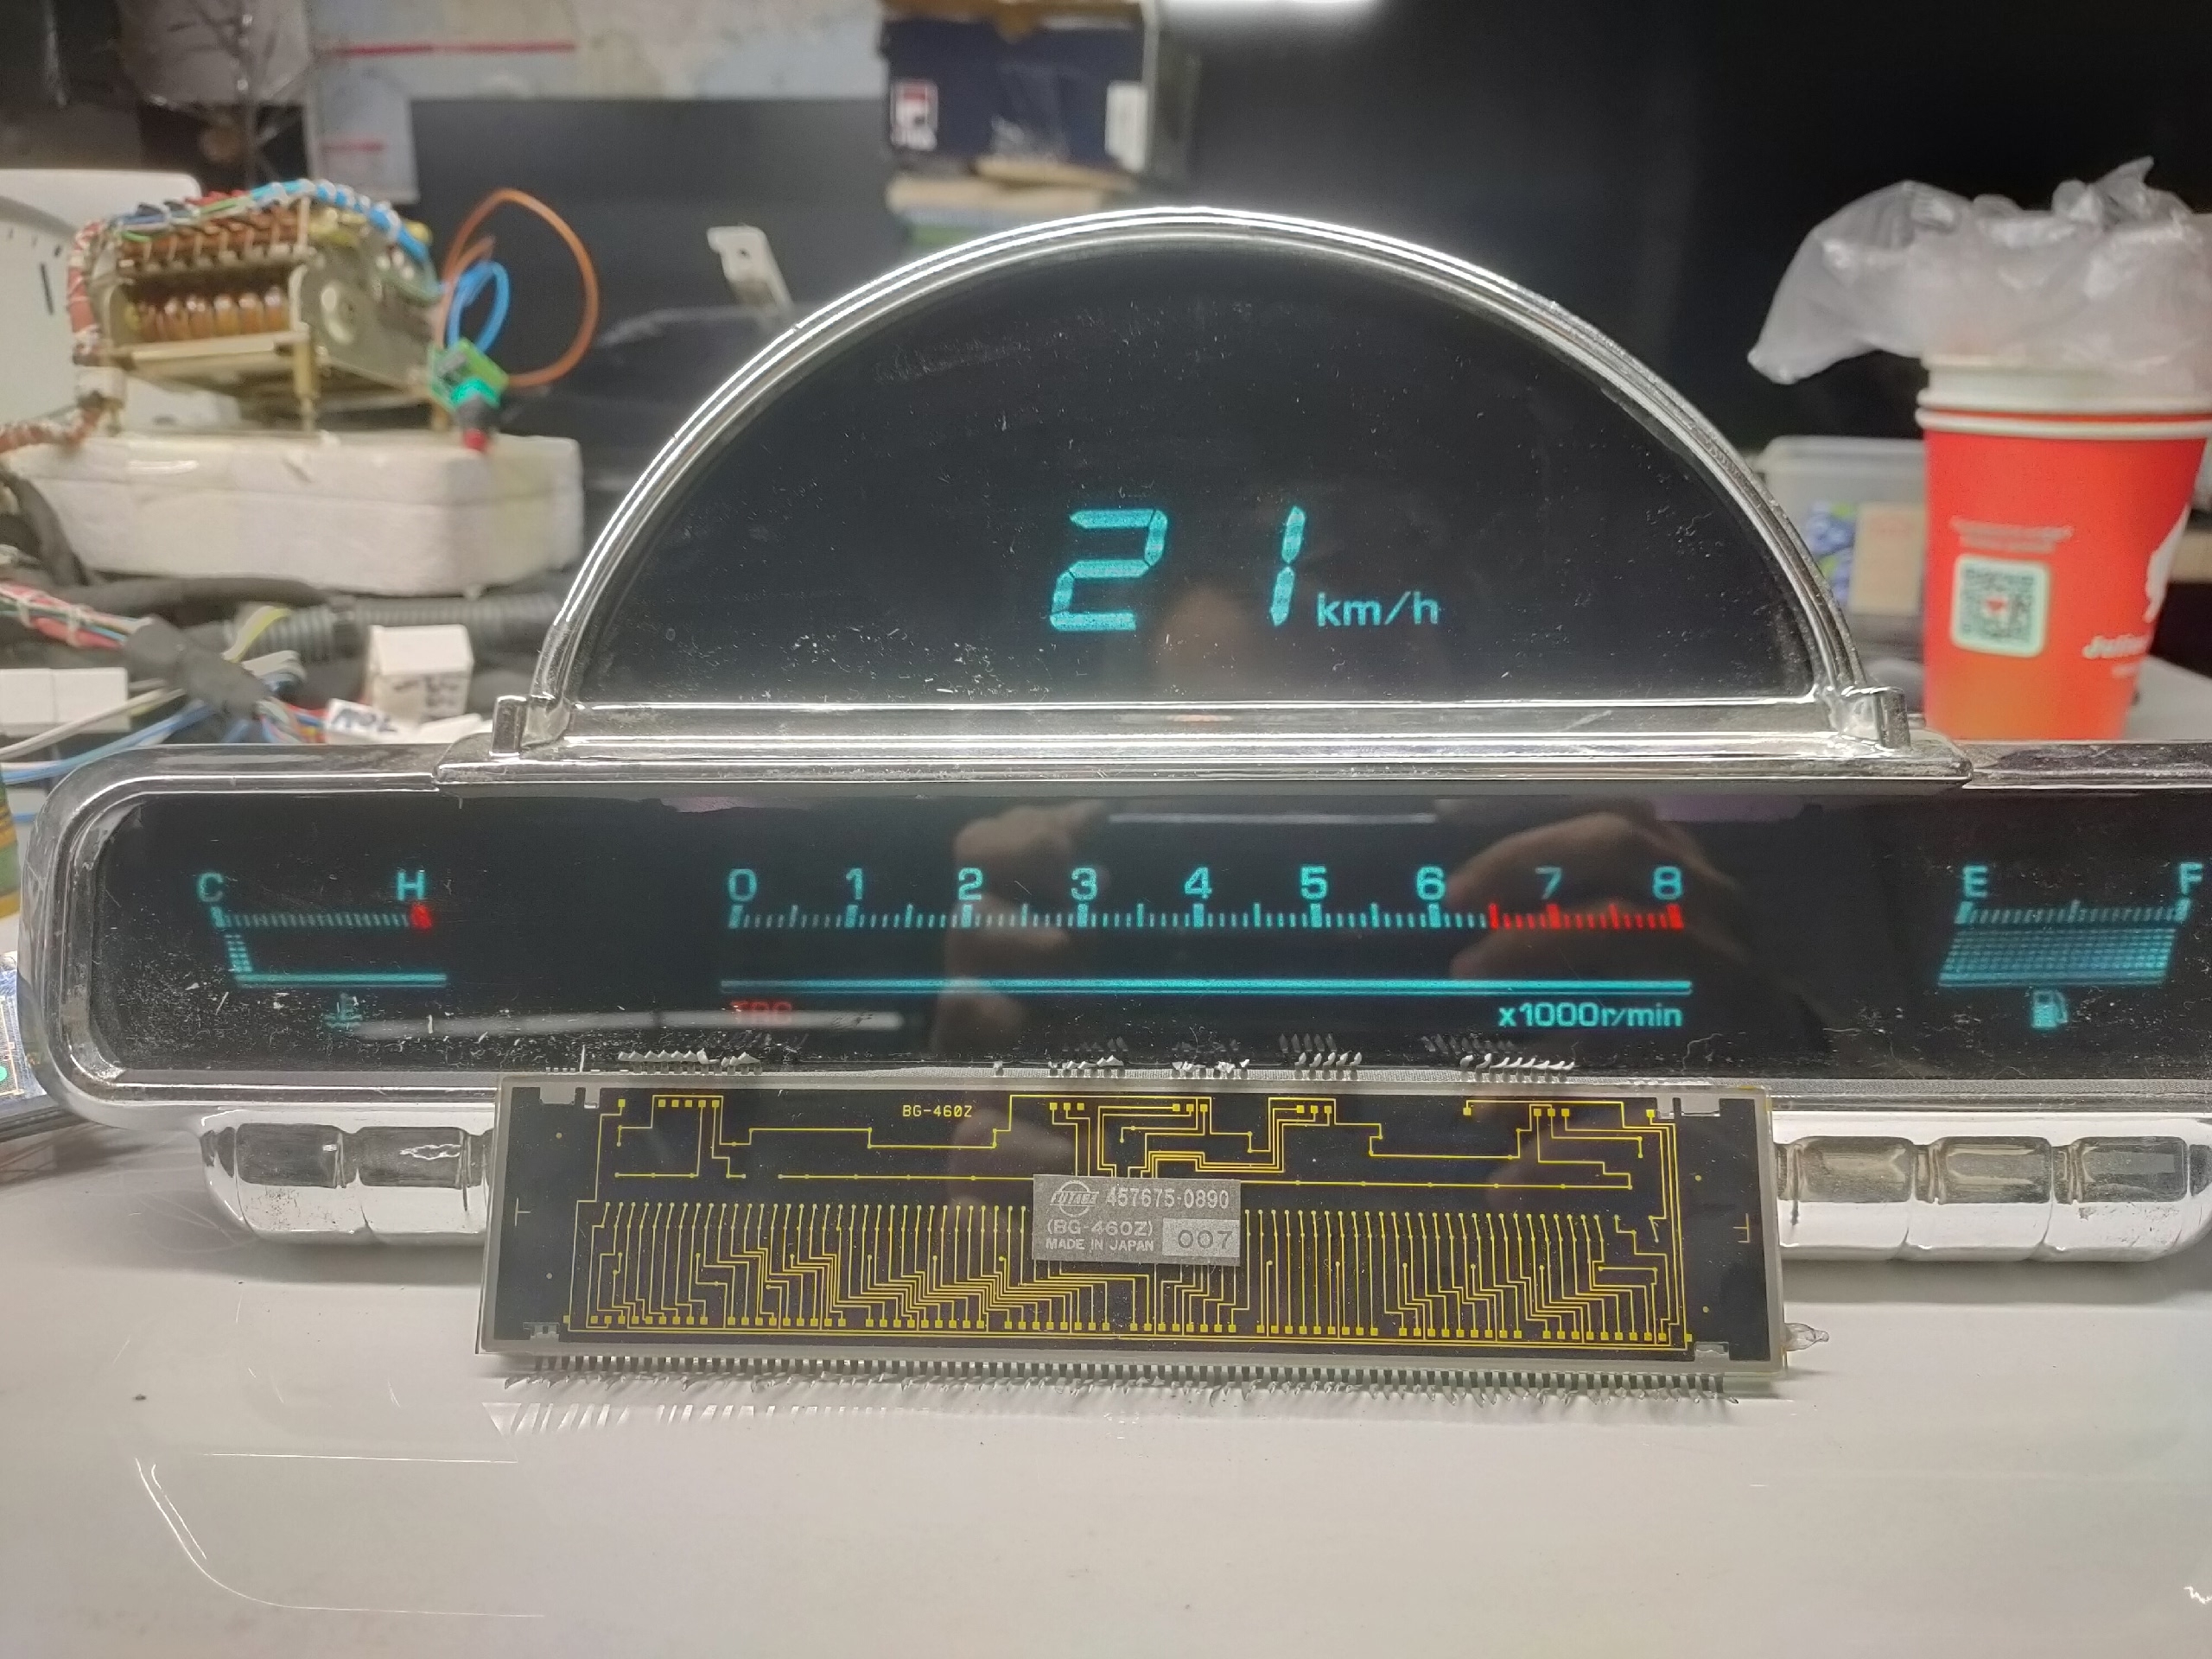 21 km/h
C H
0 1 2 3 4 5 6 7 8
E F
x1000r/min
BG-460Z
FUTABA 457675-0890
(BG-460Z) 007
MADE IN JAPAN